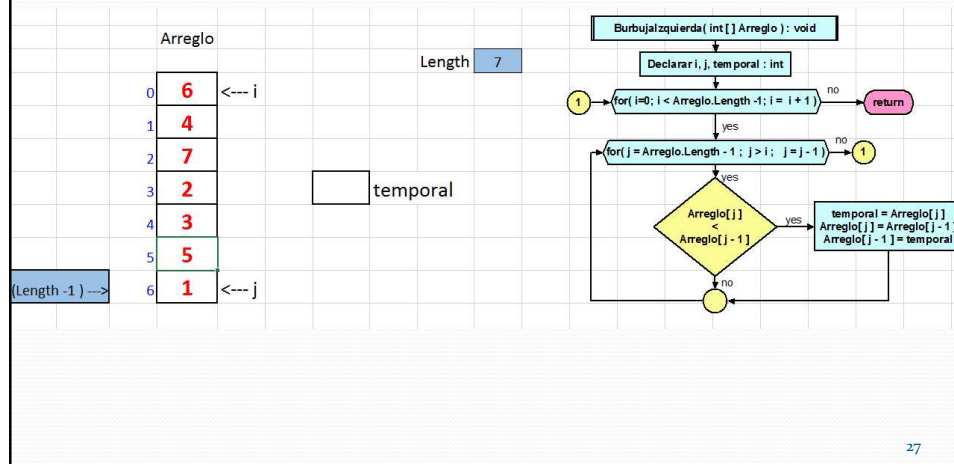 Arreglo
Length 7
0 6 <--- i
1 4
2 7
3 2
temporal
4 3
5 5
(Length -1 ) --->
6 1 <--- j
BurbujaIzquierda( int [ ] Arreglo ) : void
Declarar i, j, temporal : int
1
for( i=0; i < Arreglo.Length -1; i = i + 1 )
no
return
yes
for( j = Arreglo.Length - 1 ; j > i ; j = j - 1 )
no
1
yes
Arreglo[ j ]
<
Arreglo[ j - 1 ]
yes
temporal = Arreglo[ j ]
Arreglo[ j ] = Arreglo[ j - 1 ]
Arreglo[ j - 1 ] = temporal
no
27